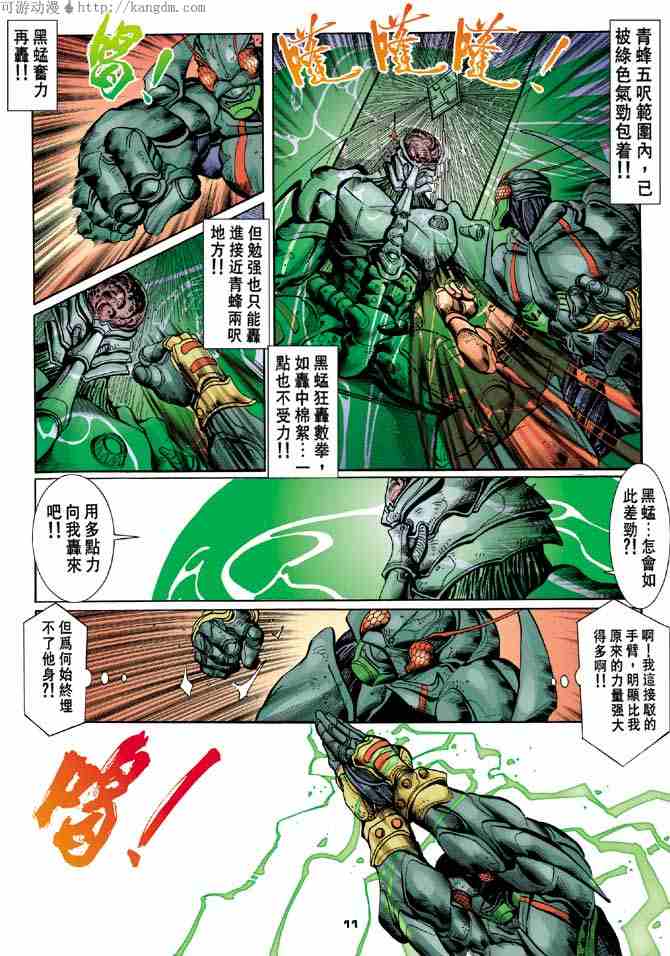 可游动漫 http://kangdm.com
青蜂五呎範圍內，已
被綠色氣勁包着!!
黑蜢狂轟數拳，
如轟中棉絮…一
點也不受力!!
黑蜢奮力
再轟!!
但勉强也只能轟
進接近青蜂兩呎
地方!!
黑蜢…怎會如
此差勁?!
用多點力
向我轟來
吧!!
啊！我這接駁的
手臂，明顯比我
原來的力量强大
得多啊!!
但爲何始終埋
不了他身?!
11